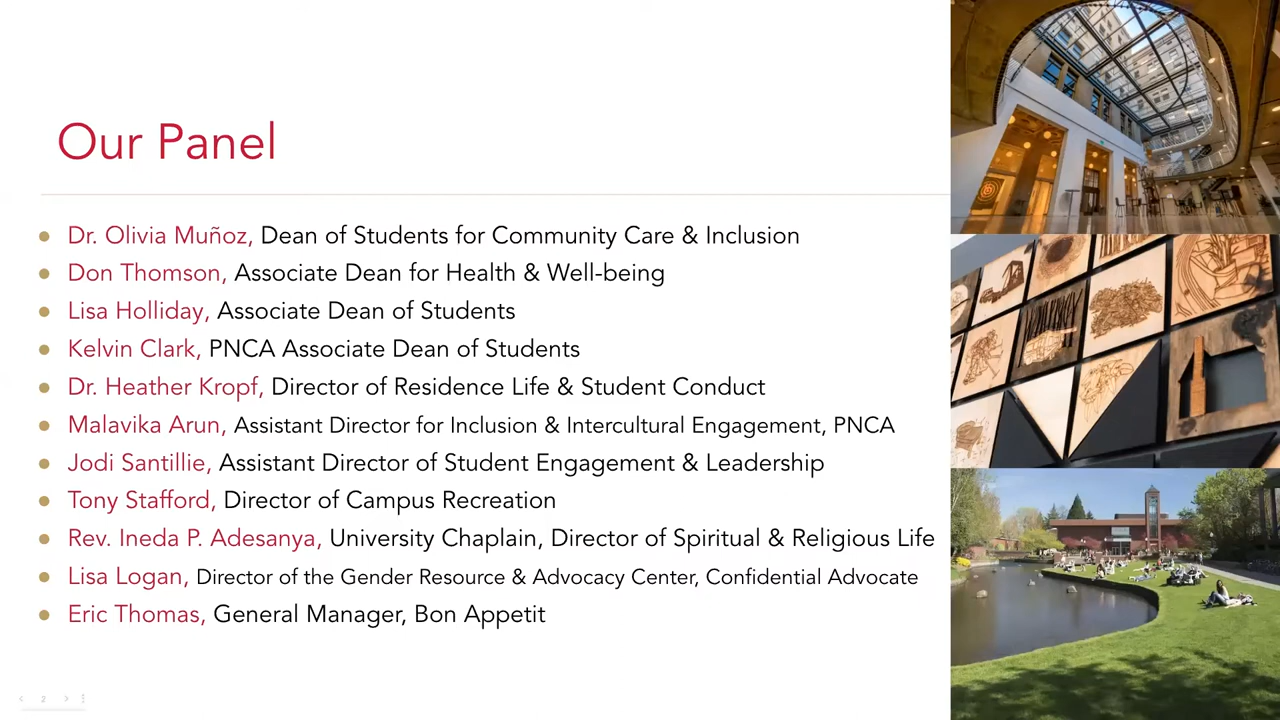 Our Panel
Dr. Olivia Muñoz, Dean of Students for Community Care & Inclusion
Don Thomson, Associate Dean for Health & Well-being
Lisa Holliday, Associate Dean of Students
Kelvin Clark, PNCA Associate Dean of Students
Dr. Heather Kropf, Director of Residence Life & Student Conduct
Malavika Arun, Assistant Director for Inclusion & Intercultural Engagement, PNCA
Jodi Santillie, Assistant Director of Student Engagement & Leadership
Tony Stafford, Director of Campus Recreation
Rev. Ineda P. Adesanya, University Chaplain, Director of Spiritual & Religious Life
Lisa Logan, Director of the Gender Resource & Advocacy Center, Confidential Advocate
Eric Thomas, General Manager, Bon Appetit
2